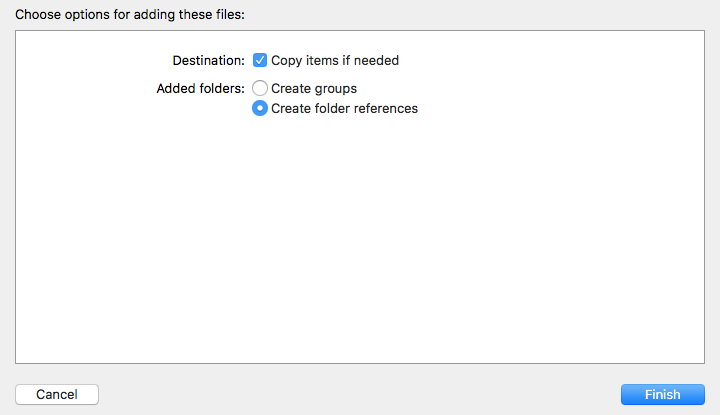 Choose options for adding these files:
Destination: Copy items if needed
Added folders: Create groups
Create folder references
Cancel Finish